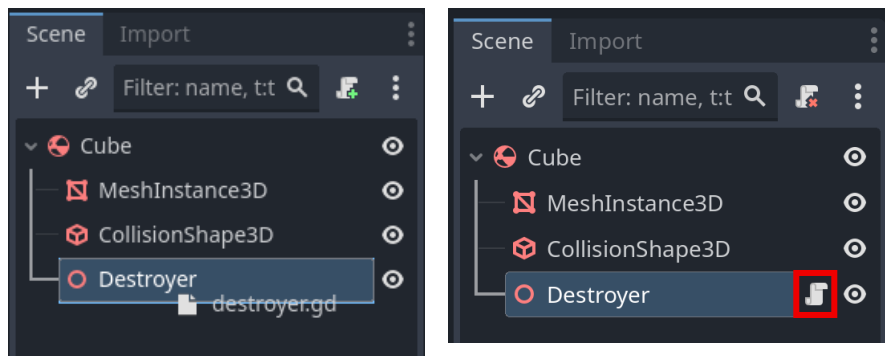 Scene Import
Filter: name, t:t
Cube
MeshInstance3D
CollisionShape3D
Destroyer
destroyer.gd
Scene Import
Filter: name, t:t
Cube
MeshInstance3D
CollisionShape3D
Destroyer